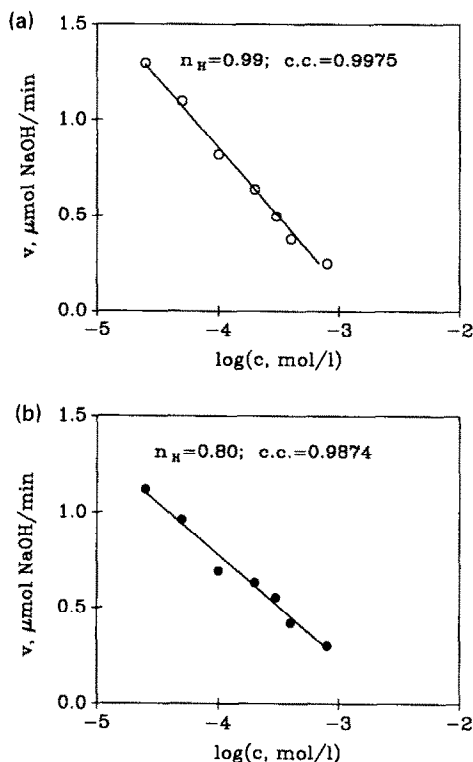 (a)
1.5
1.0
0.5
0.0
v, μmol NaOH/min
n_H=0.99; c.c.=0.9975
−5 −4 −3 −2
log(c, mol/l)
(b)
1.5
1.0
0.5
0.0
v, μmol NaOH/min
n_H=0.80; c.c.=0.9874
−5 −4 −3 −2
log(c, mol/l)